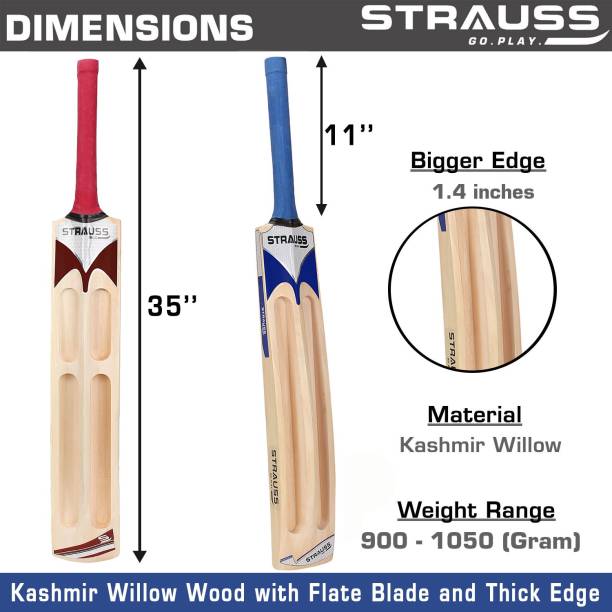 DIMENSIONS
STRAUSS
GO.PLAY.
11’’
35’’
Bigger Edge
1.4 inches
STRAUSS
STRAUSS
STRAUSS
STRAUSS
STRAUSS
Material
Kashmir Willow
STRAUSS
Weight Range
900 - 1050 (Gram)
Kashmir Willow Wood with Flate Blade and Thick Edge